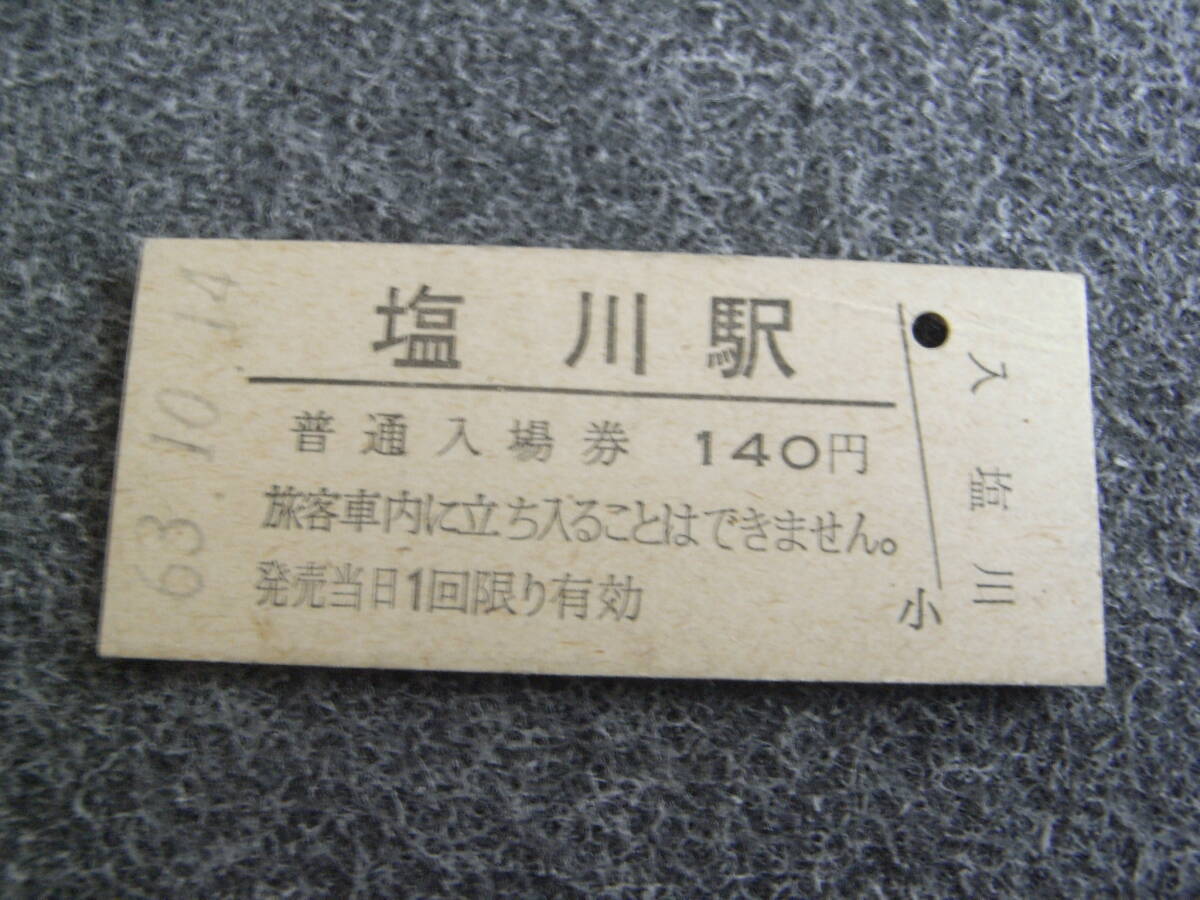 塩川駅
普通入場券 140円
旅客車内に立ち入ることはできません。
発売当日1回限り有効
小
入・塩川
63.10.14